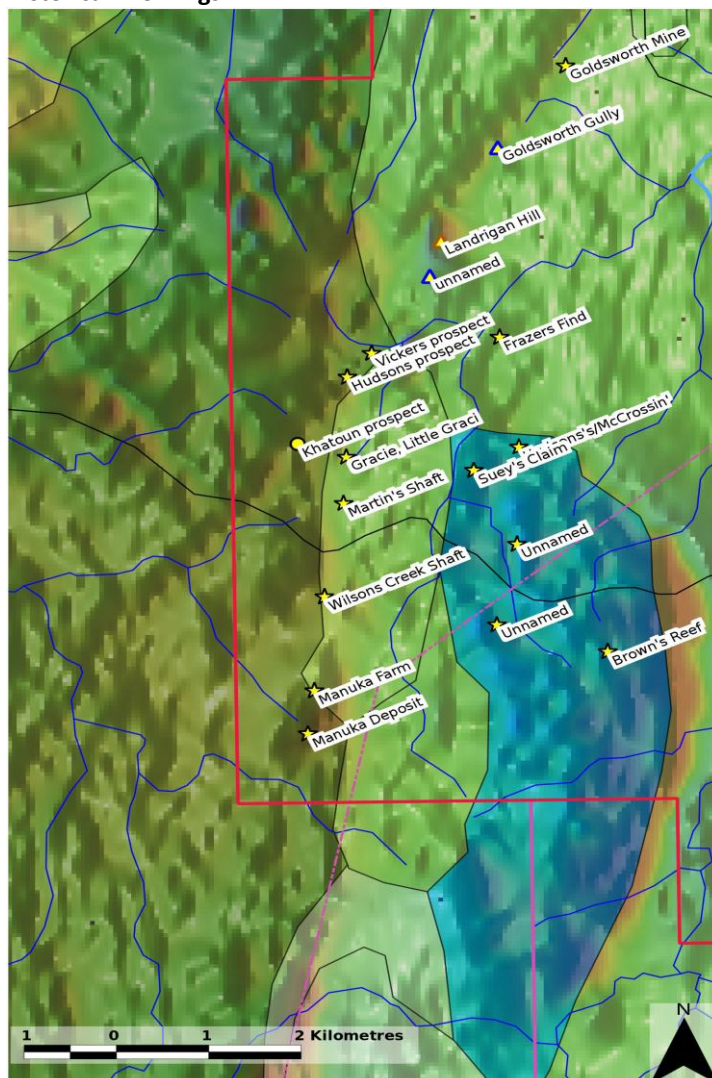 Goldsworth Mine
Goldsworth Gully
Landrigan Hill
unnamed
Frazers Find
Vickers prospect
Hudsons prospect
Khatoun prospect
Gracie, Little Graci
Suey's Claim
Martin's Shaft
Unnamed
Wilsons Creek Shaft
Unnamed
Brown's Reef
Manuka Farm
Manuka Deposit
N
1 0 1 2 Kilometres